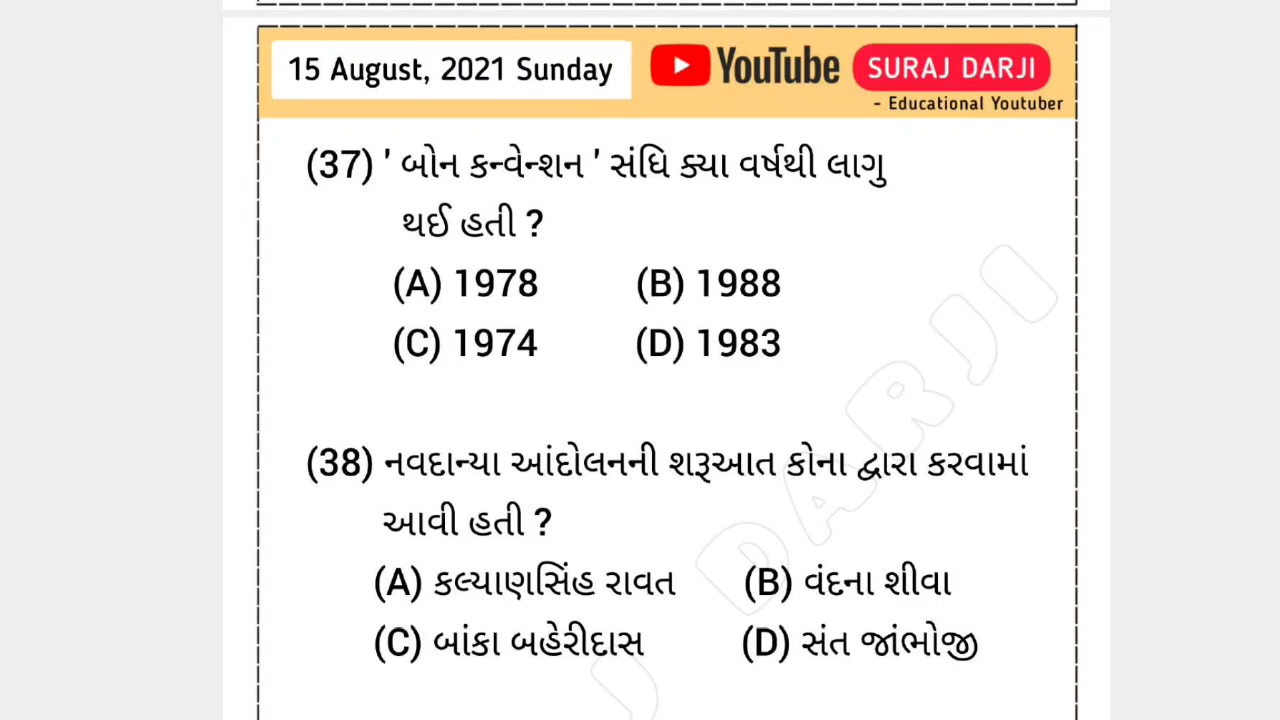 15 August, 2021 Sunday YouTube SURAJ DARJI
- Educational Youtuber
(37) ' બોન કન્વેન્શન ' સંધિ ક્યા વર્ષથી લાગુ
થઈ હતી ?
(A) 1978 (B) 1988
(C) 1974 (D) 1983
(38) નવદાન્યા આંદોલનની શરૂઆત કોના દ્વારા કરવામાં
આવી હતી ?
(A) કલ્યાણસિંહ રાવત (B) વંદના શીવા
(C) બાંકા બહેરીદાસ (D) સંત જાંભોજી
J DARJI